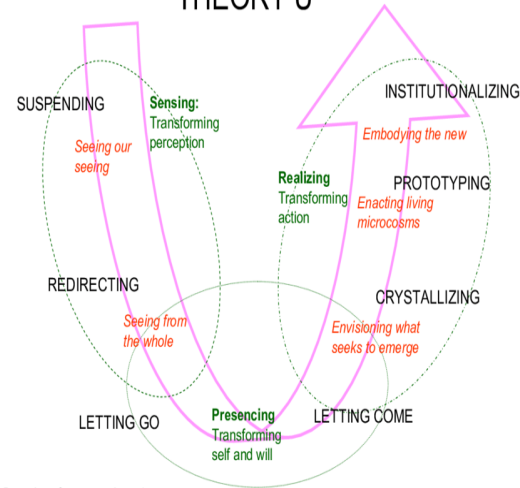 THEORY U
SUSPENDING
Sensing:
Transforming
perception
Seeing our
seeing
REDIRECTING
Seeing from
the whole
LETTING GO
Presencing
Transforming
self and will
LETTING COME
Envisioning what
seeks to emerge
CRYSTALLIZING
Realizing
Transforming
action
Enacting living
microcosms
PROTOTYPING
Embodying the new
INSTITUTIONALIZING